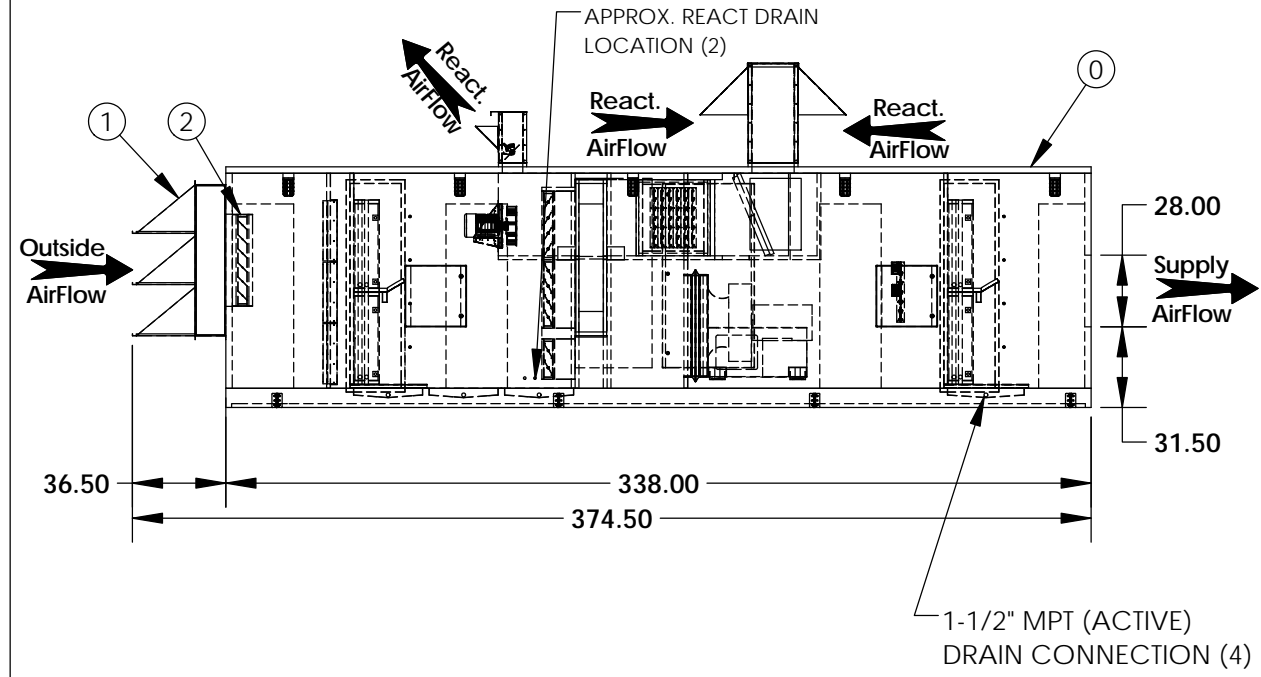 APPROX. REACT DRAIN
LOCATION (2)
React.
AirFlow
React.
AirFlow
React.
AirFlow
0
1
2
Outside
AirFlow
28.00
Supply
AirFlow
31.50
36.50
338.00
374.50
1-1/2" MPT (ACTIVE)
DRAIN CONNECTION (4)